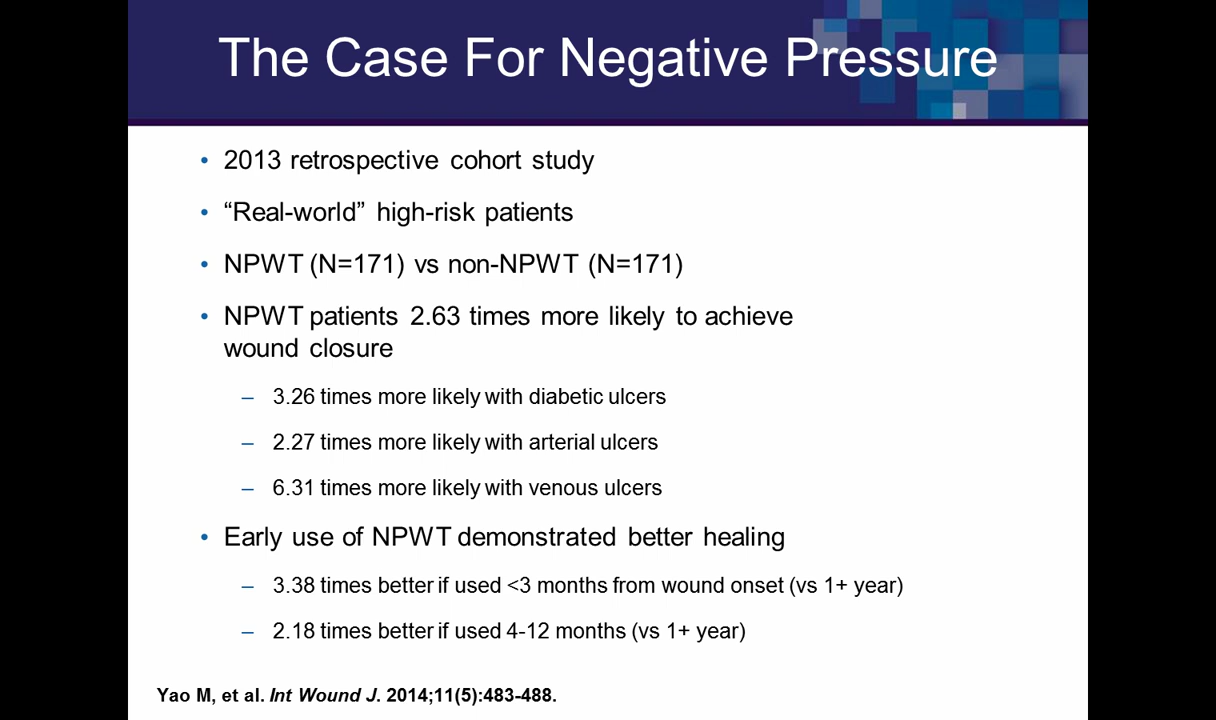 The Case For Negative Pressure
• 2013 retrospective cohort study
• “Real-world” high-risk patients
• NPWT (N=171) vs non-NPWT (N=171)
• NPWT patients 2.63 times more likely to achieve
wound closure
– 3.26 times more likely with diabetic ulcers
– 2.27 times more likely with arterial ulcers
– 6.31 times more likely with venous ulcers
• Early use of NPWT demonstrated better healing
– 3.38 times better if used <3 months from wound onset (vs 1+ year)
– 2.18 times better if used 4-12 months (vs 1+ year)
Yao M, et al. Int Wound J. 2014;11(5):483-488.